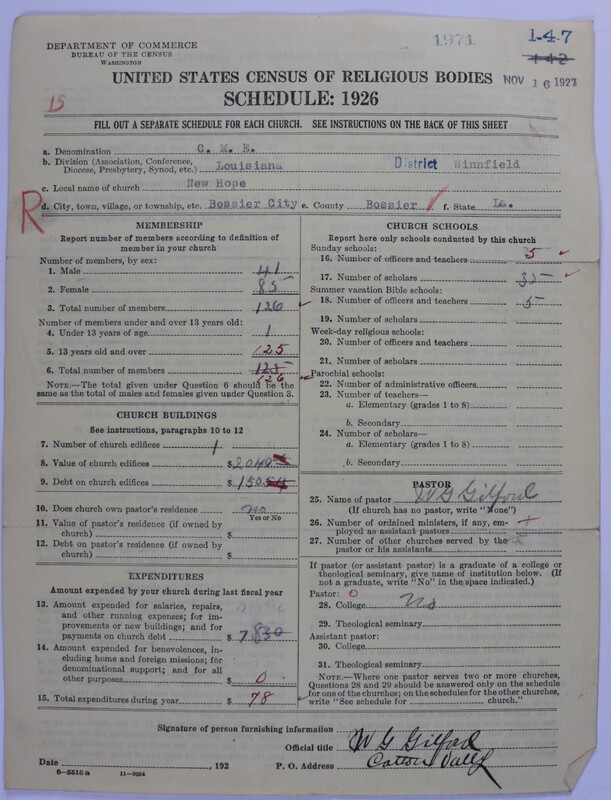 DEPARTMENT OF COMMERCE
BUREAU OF THE CENSUS
WASHINGTON
1971
1-4-7
142
UNITED STATES CENSUS OF RELIGIOUS BODIES
NOV 16 1927
SCHEDULE: 1926
15
FILL OUT A SEPARATE SCHEDULE FOR EACH CHURCH. SEE INSTRUCTIONS ON THE BACK OF THIS SHEET
a. Denomination C. M. E.
b. Division (Association, Conference, Diocese, Presbytery, Synod, etc.) Louisiana District Winnfield
c. Local name of church New Hope
R
d. City, town, village, or township, etc. Bossier City e. County Bossier f. State La.
MEMBERSHIP
Report number of members according to definition of
member in your church
Number of members, by sex:
1. Male 41
2. Female 85
3. Total number of members 126
Number of members under and over 13 years old:
4. Under 13 years of age 1
5. 13 years old and over 125
6. Total number of members 125
126
NOTE.—The total given under Question 6 should be the
same as the total of males and females given under Question 3.
CHURCH BUILDINGS
See instructions, paragraphs 10 to 12
7. Number of church edifices 1
8. Value of church edifices $2040
9. Debt on church edifices $150
10. Does church own pastor's residence no
Yes or No
11. Value of pastor's residence (if owned by
church) $
12. Debt on pastor's residence (if owned by
church) $
EXPENDITURES
Amount expended by your church during last fiscal year
13. Amount expended for salaries, repairs,
and other running expenses; for im-
provements or new buildings; and for
payments on church debt $ 7830
14. Amount expended for benevolences, in-
cluding home and foreign missions; for
denominational support; and for all
other purposes $ 0
15. Total expenditures during year $ 78
CHURCH SCHOOLS
Report here only schools conducted by this church
Sunday schools:
16. Number of officers and teachers 5
17. Number of scholars 35
Summer vacation Bible schools:
18. Number of officers and teachers 5
19. Number of scholars
Week-day religious schools:
20. Number of officers and teachers
21. Number of scholars
Parochial schools:
22. Number of administrative officers
23. Number of teachers—
a. Elementary (grades 1 to 8)
b. Secondary
24. Number of scholars—
a. Elementary (grades 1 to 8)
b. Secondary
PASTOR
25. Name of pastor W G Gilford
(If church has no pastor, write "None")
26. Number of ordained ministers, if any, em-
ployed as assistant pastors
27. Number of other churches served by the
pastor or his assistants
If pastor (or assistant pastor) is a graduate of a college or
theological seminary, give name of institution below. (If
not a graduate, write "No" in the space indicated.)
Pastor: 0
28. College No
29. Theological seminary
Assistant pastor:
30. College
31. Theological seminary
NOTE.—Where one pastor serves two or more churches,
Questions 28 and 29 should be answered only on the schedule
for one of the churches; on the schedules for the other churches,
write "See schedule for church."
Signature of person furnishing information
Official title W G Gilford
Date , 192 P. O. Address Cotton Vally
8—5516a 11—9204